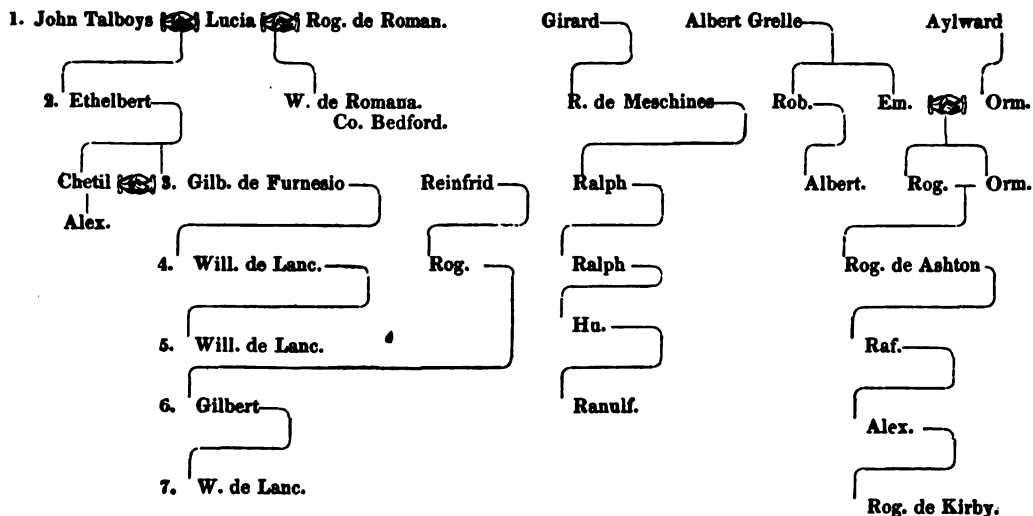 1. John Talboys Lucia Rog. de Roman. Girard Albert Grelle Aylward
2. Ethelbert W. de Romana. R. de Meschines Rob. Em. Orm.
Co. Bedford.
Chetil 3. Gilb. de Furnesio Reinfrid Ralph Albert. Rog. Orm.
Alex.
4. Will. de Lanc. Rog. Ralph Rog. de Ashton
Hu.
5. Will. de Lanc. Raf.
6. Gilbert Ranulf.
Alex.
7. W. de Lanc.
Rog. de Kirby.